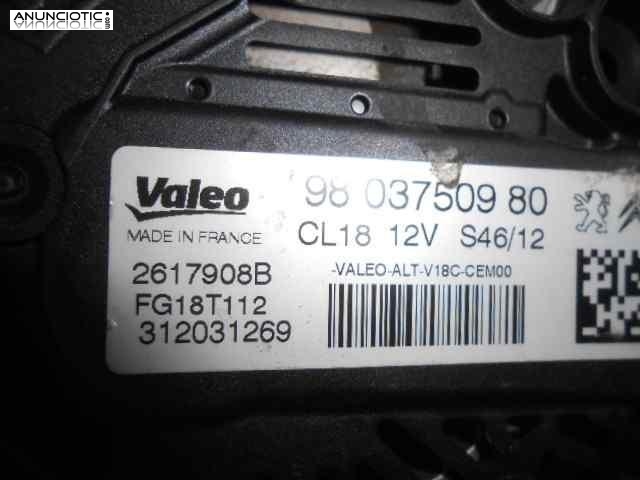 ANUNCIOTIC.com
Valeo
98 037509 80
MADE IN FRANCE
CL18 12V S46/12
2617908B
-VALEO-ALT-V18C-CEM00
FG18T112
312031269